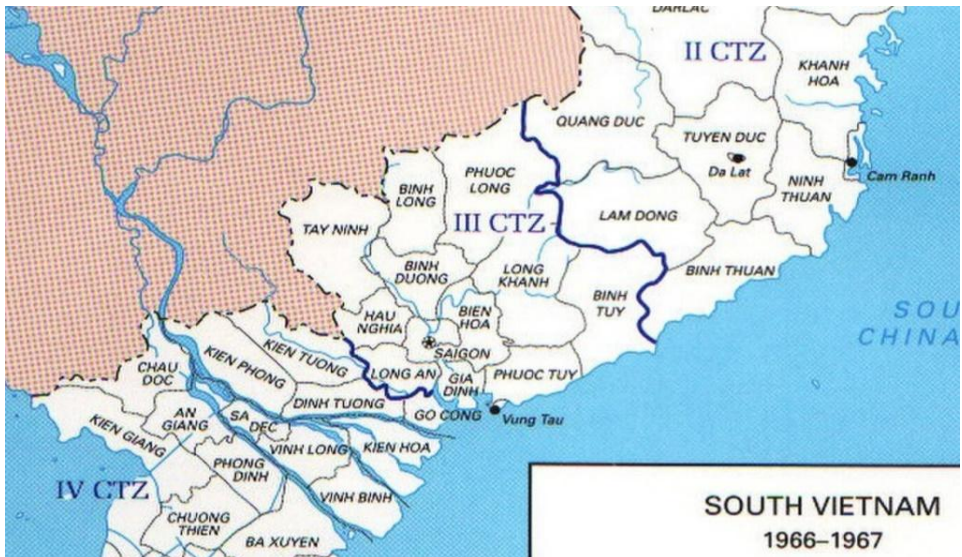 DARLAC
II CTZ
KHANH
HOA
QUANG DUC
TUYEN DUC
Da Lat
Cam Ranh
NINH
THUAN
PHUOC
LONG
BINH
LONG
TAY NINH
III CTZ
LAM DONG
BINH THUAN
BINH
DUONG
LONG
KHANH
BINH
TUY
HAU
NGHIA
BIEN
HOA
SAIGON
SOU
CHINA
KIEN TUONG
KIEN PHONG
CHAU
DOC
LONG AN
GIA
DINH
PHUOC TUY
DINH TUONG
GO CONG
Vung Tau
AN
GIANG
SA
DEC
KIEN GIANG
VINH LONG
KIEN HOA
PHONG
DINH
IV CTZ
VINH BINH
CHUONG
THIEN
BA XUYEN
SOUTH VIETNAM
1966–1967